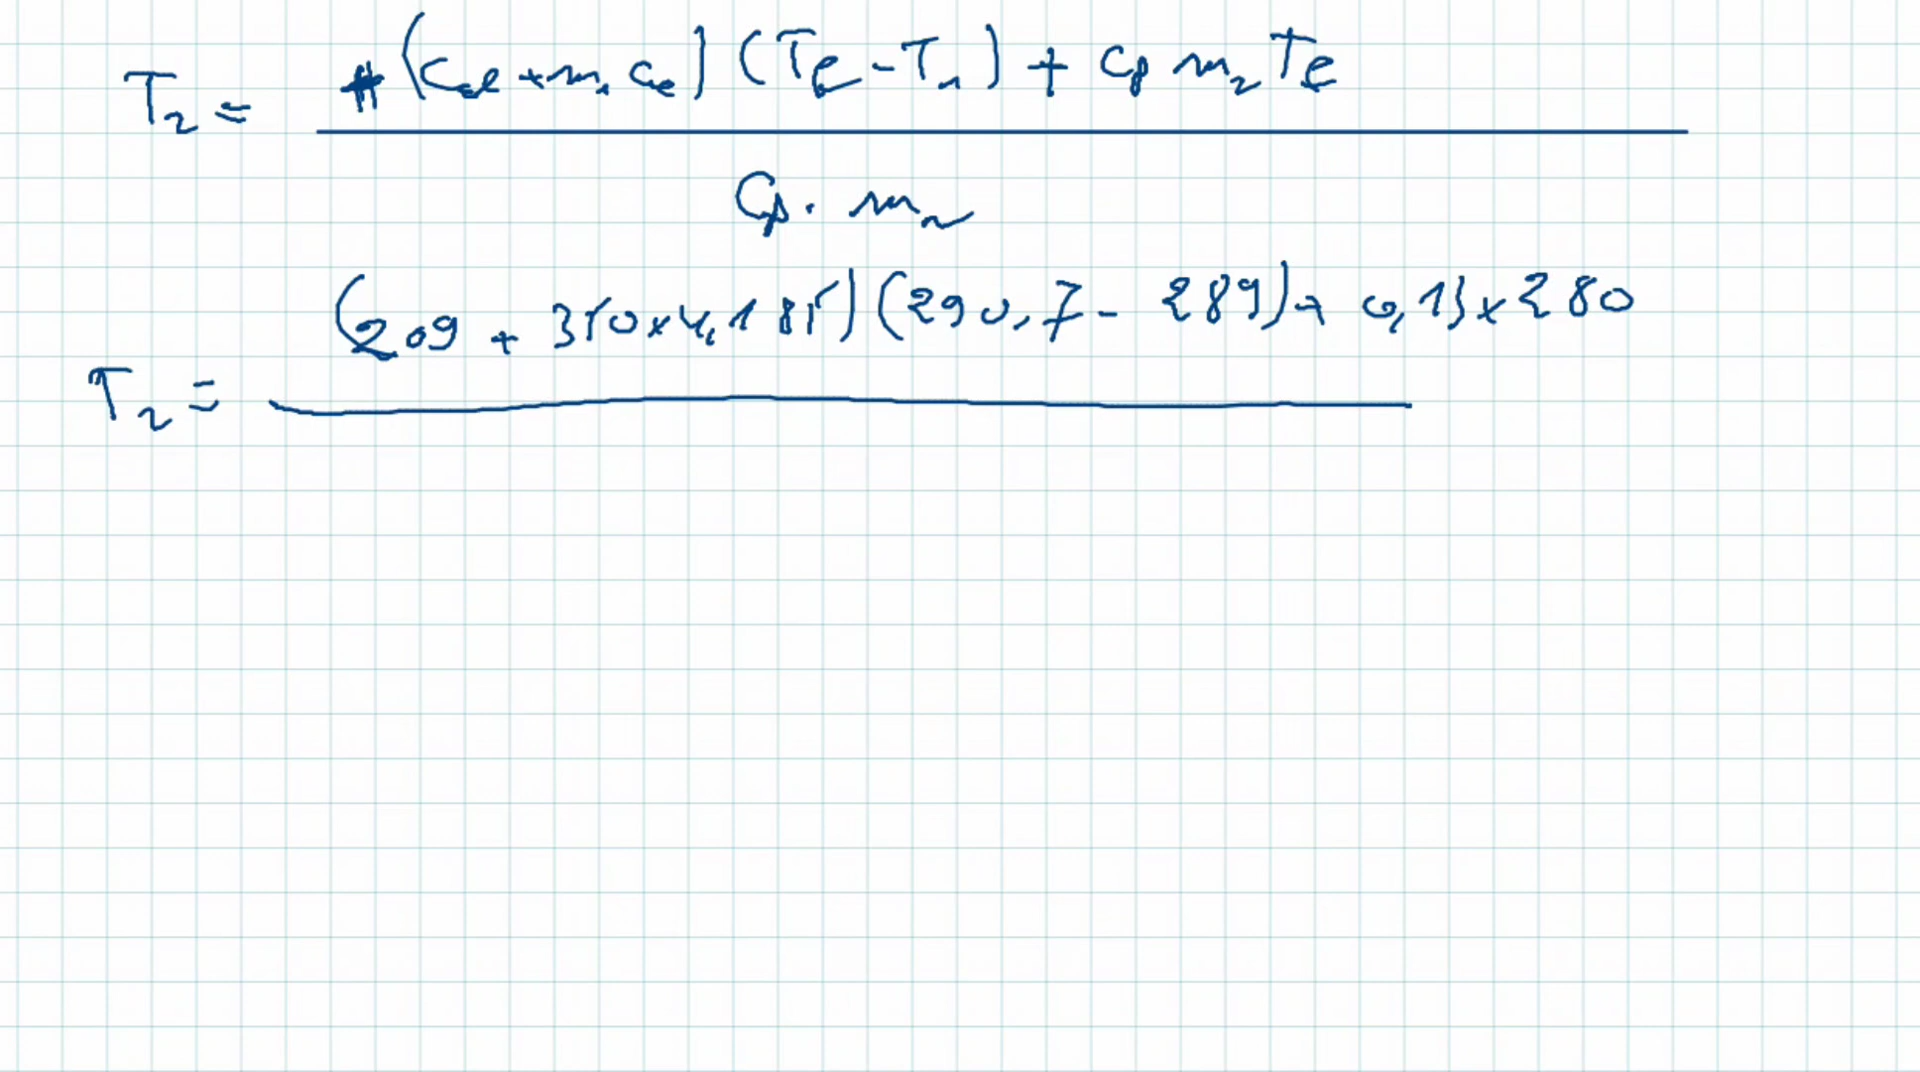 T₂ = ((C_cal + m₁ c_e) (T_e - T₁) + C_p m₂ T_e) / (C_p · m₂)
T₂ = (209 + 350 x 4,185) (290,7 - 289) + 0,13 x 280